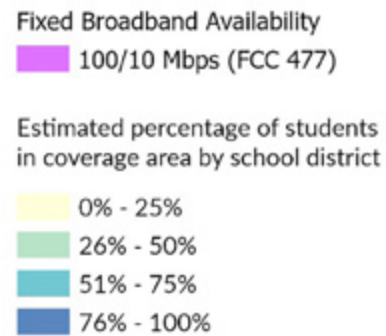 Fixed Broadband Availability
100/10 Mbps (FCC 477)
Estimated percentage of students
in coverage area by school district
0% - 25%
26% - 50%
51% - 75%
76% - 100%